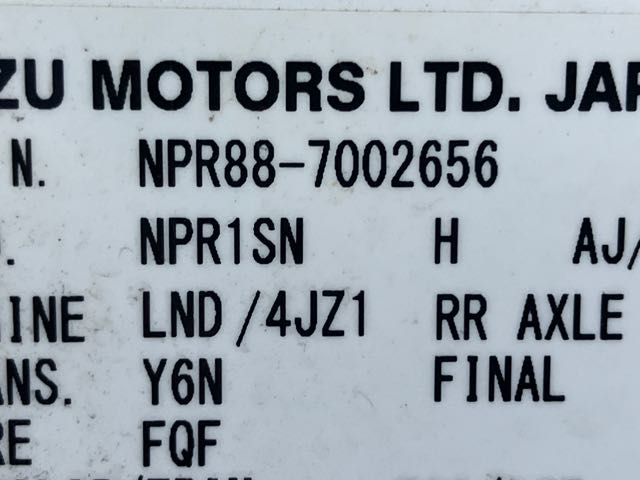 ZU MOTORS LTD. JAP
N. NPR88-7002656
. NPR1SN H AJ/
INE LND/4JZ1 RR AXLE
ANS. Y6N FINAL
RE FQF